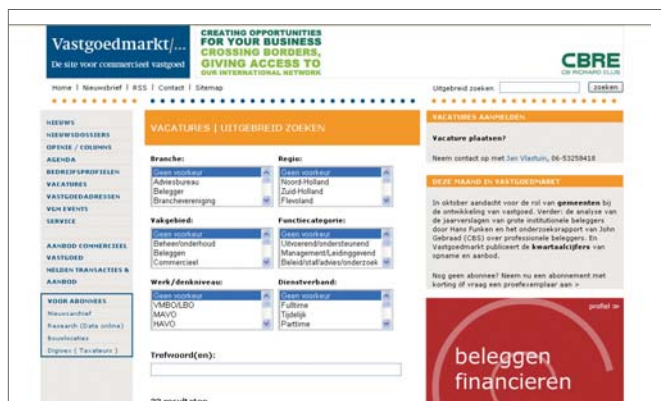 Vastgoedmarkt/...
De site voor commercieel vastgoed
CREATING OPPORTUNITIES
FOR YOUR BUSINESS
CROSSING BORDERS,
GIVING ACCESS TO
OUR INTERNATIONAL NETWORK
CBRE
CB RICHARD ELLIS
Home | Nieuwsbrief | RSS | Contact | Sitemap
Uitgebreid zoeken
zoeken
NIEUWS
NIEUWSDOSSIERS
OPINIE / COLUMNS
AGENDA
BEDRIJFSPROFIELEN
VACATURES
VASTGOEDADRESSEN
VGM EVENTS
SERVICE
AANBOD COMMERCIEEL
VASTGOED
MELDEN TRANSACTIES &
AANBOD
VOOR ABONNEES
Nieuwsarchief
Research (Data online)
Bouwlocaties
Digivex ( Taxateurs )
VACATURES | UITGEBREID ZOEKEN
Branche:
Geen voorkeur
Adviesbureau
Belegger
Branchevereniging
Regio:
Geen voorkeur
Noord-Holland
Zuid-Holland
Flevoland
Vakgebied:
Geen voorkeur
Beheer/onderhoud
Beleggen
Commercieel
Functiecategorie:
Geen voorkeur
Uitvoerend/ondersteunend
Management/Leidinggevend
Beleid/staf/advies/onderzoek
Werk/denkniveau:
Geen voorkeur
VMBO/LBO
MAVO
HAVO
Dienstverband:
Geen voorkeur
Fulltime
Tijdelijk
Parttime
Trefwoord(en):
VACATURES AANMELDEN
Vacature plaatsen?
Neem contact op met Jan Vlastuin, 06-53258418
DEZE MAAND IN VASTGOEDMARKT
In oktober aandacht voor de rol van gemeenten bij
de ontwikkeling van vastgoed. Verder: de analyse van
de jaarverslagen van grote institutionele beleggers
door Hans Funken en het onderzoeksrapport van John
Gebraad (CBS) over professionele beleggers. En
Vastgoedmarkt publiceert de kwartaalcijfers van
opname en aanbod.
Nog geen abonnee? Neem nu een abonnement met
korting óf vraag een proefexemplaar aan >
profiel >>
beleggen
financieren